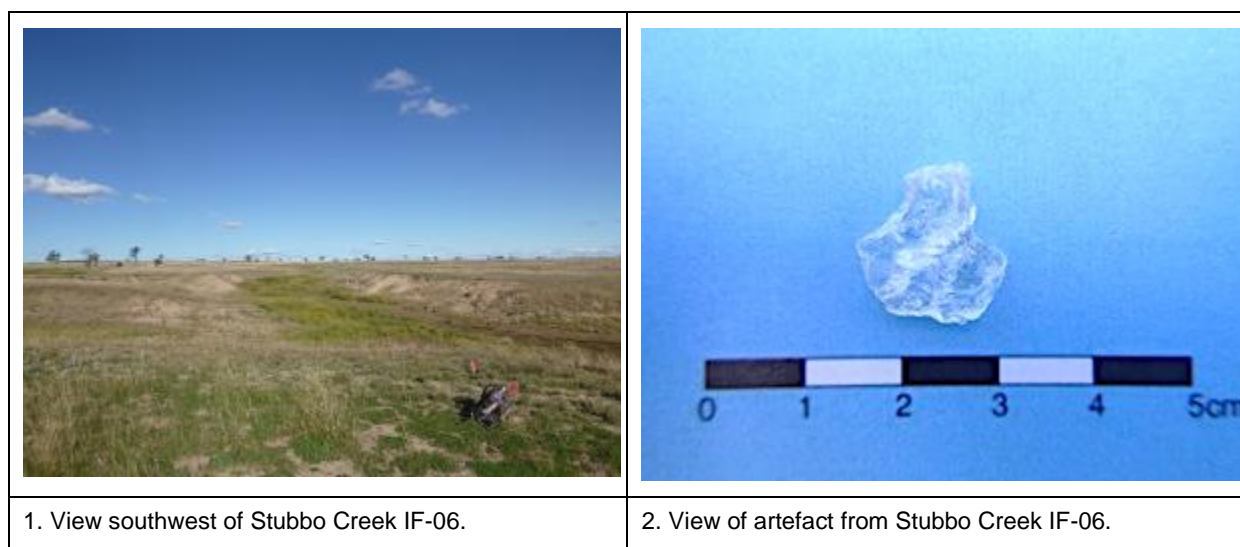 0 1 2 3 4 5cm
1. View southwest of Stubbo Creek IF-06.
2. View of artefact from Stubbo Creek IF-06.